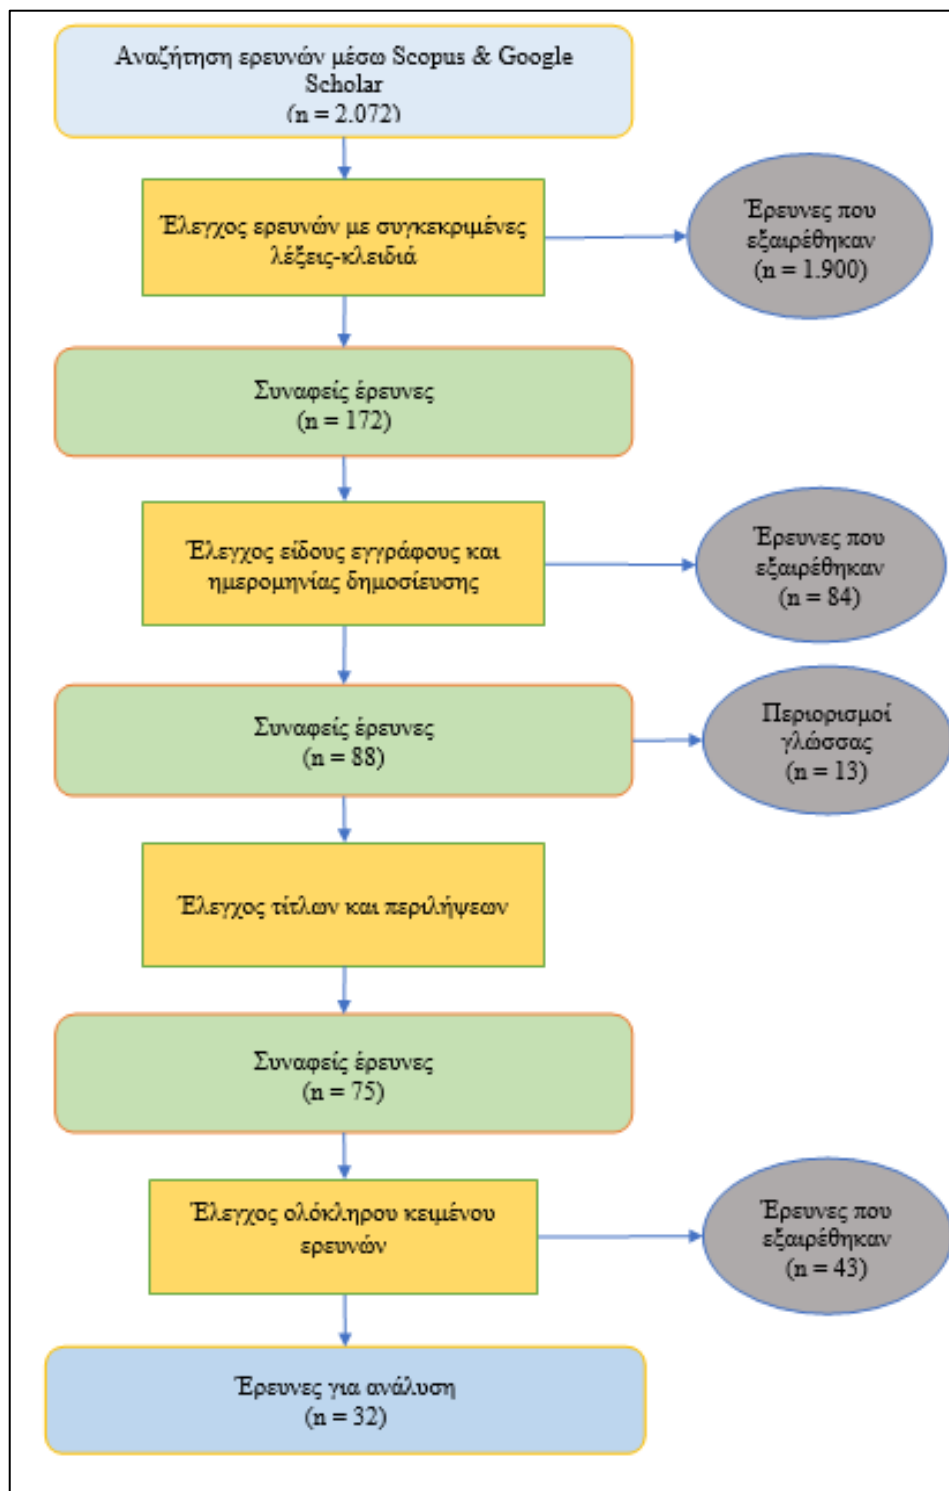 Αναζήτηση ερευνών μέσω Scopus & Google
Scholar
(n = 2.072)
Έλεγχος ερευνών με συγκεκριμένες
λέξεις-κλειδιά
Έρευνες που
εξαιρέθηκαν
(n = 1.900)
Συναφείς έρευνες
(n = 172)
Έλεγχος είδους εγγράφους και
ημερομηνίας δημοσίευσης
Έρευνες που
εξαιρέθηκαν
(n = 84)
Συναφείς έρευνες
(n = 88)
Περιορισμοί
γλώσσας
(n = 13)
Έλεγχος τίτλων και περιλήψεων
Συναφείς έρευνες
(n = 75)
Έλεγχος ολόκληρου κειμένου
ερευνών
Έρευνες που
εξαιρέθηκαν
(n = 43)
Έρευνες για ανάλυση
(n = 32)